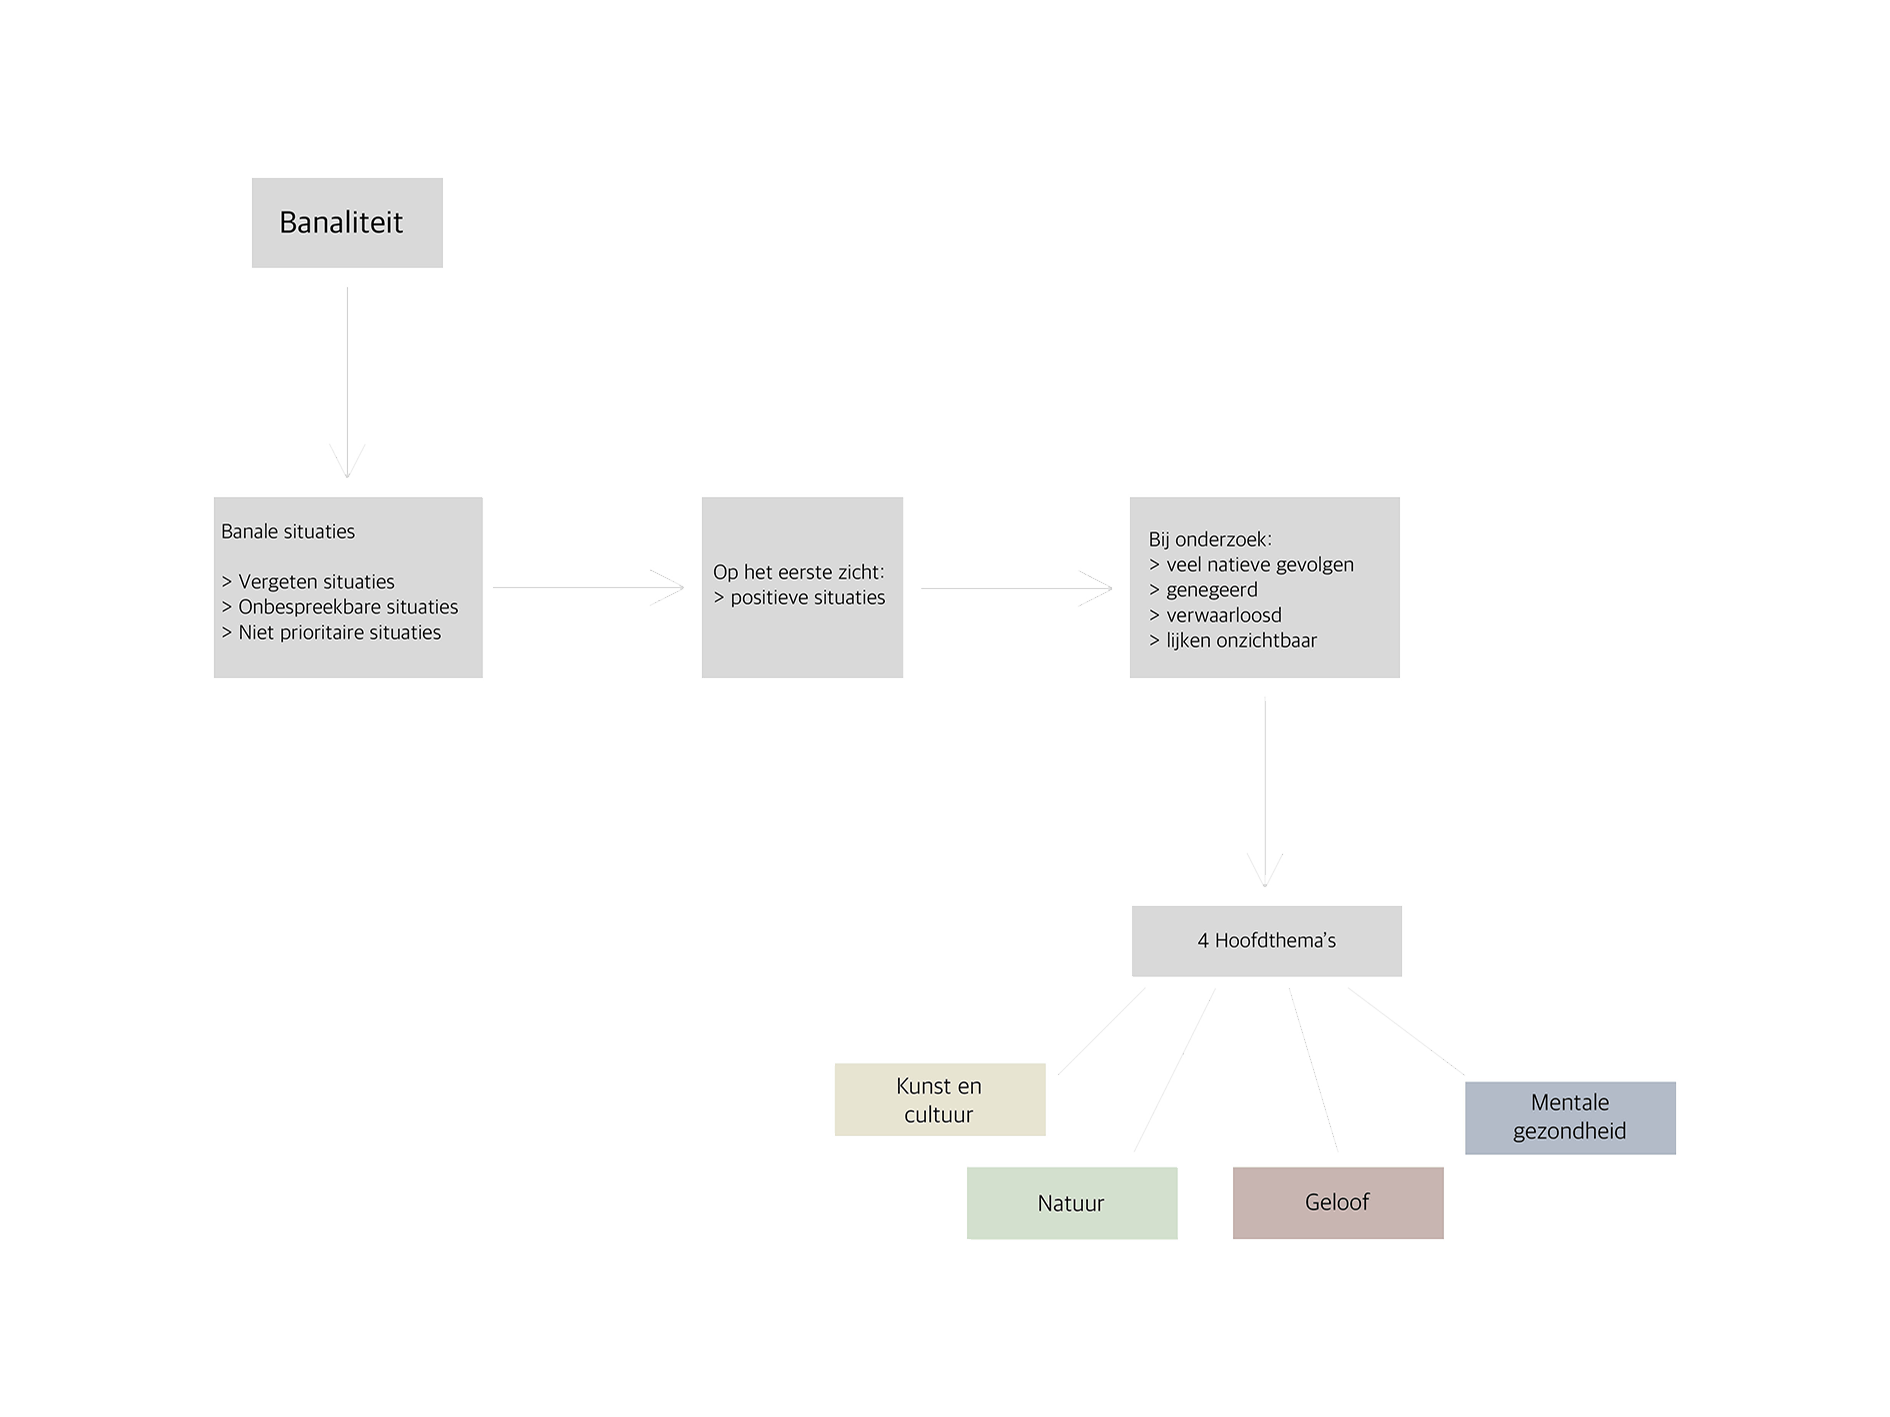 Banaliteit
Banale situaties
> Vergeten situaties
> Onbespreekbare situaties
> Niet prioritaire situaties
Op het eerste zicht:
> positieve situaties
Bij onderzoek:
> veel natieve gevolgen
> genegeerd
> verwaarloosd
> lijken onzichtbaar
4 Hoofdthema’s
Kunst en
cultuur
Natuur
Geloof
Mentale
gezondheid